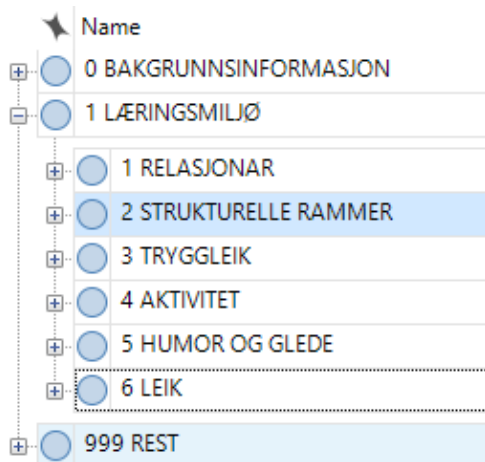 Name
0 BAKGRUNNSINFORMASJON
1 LÆRINGSMILJØ
1 RELASJONAR
2 STRUKTURELLE RAMMER
3 TRYGGLEIK
4 AKTIVITET
5 HUMOR OG GLEDE
6 LEIK
999 REST